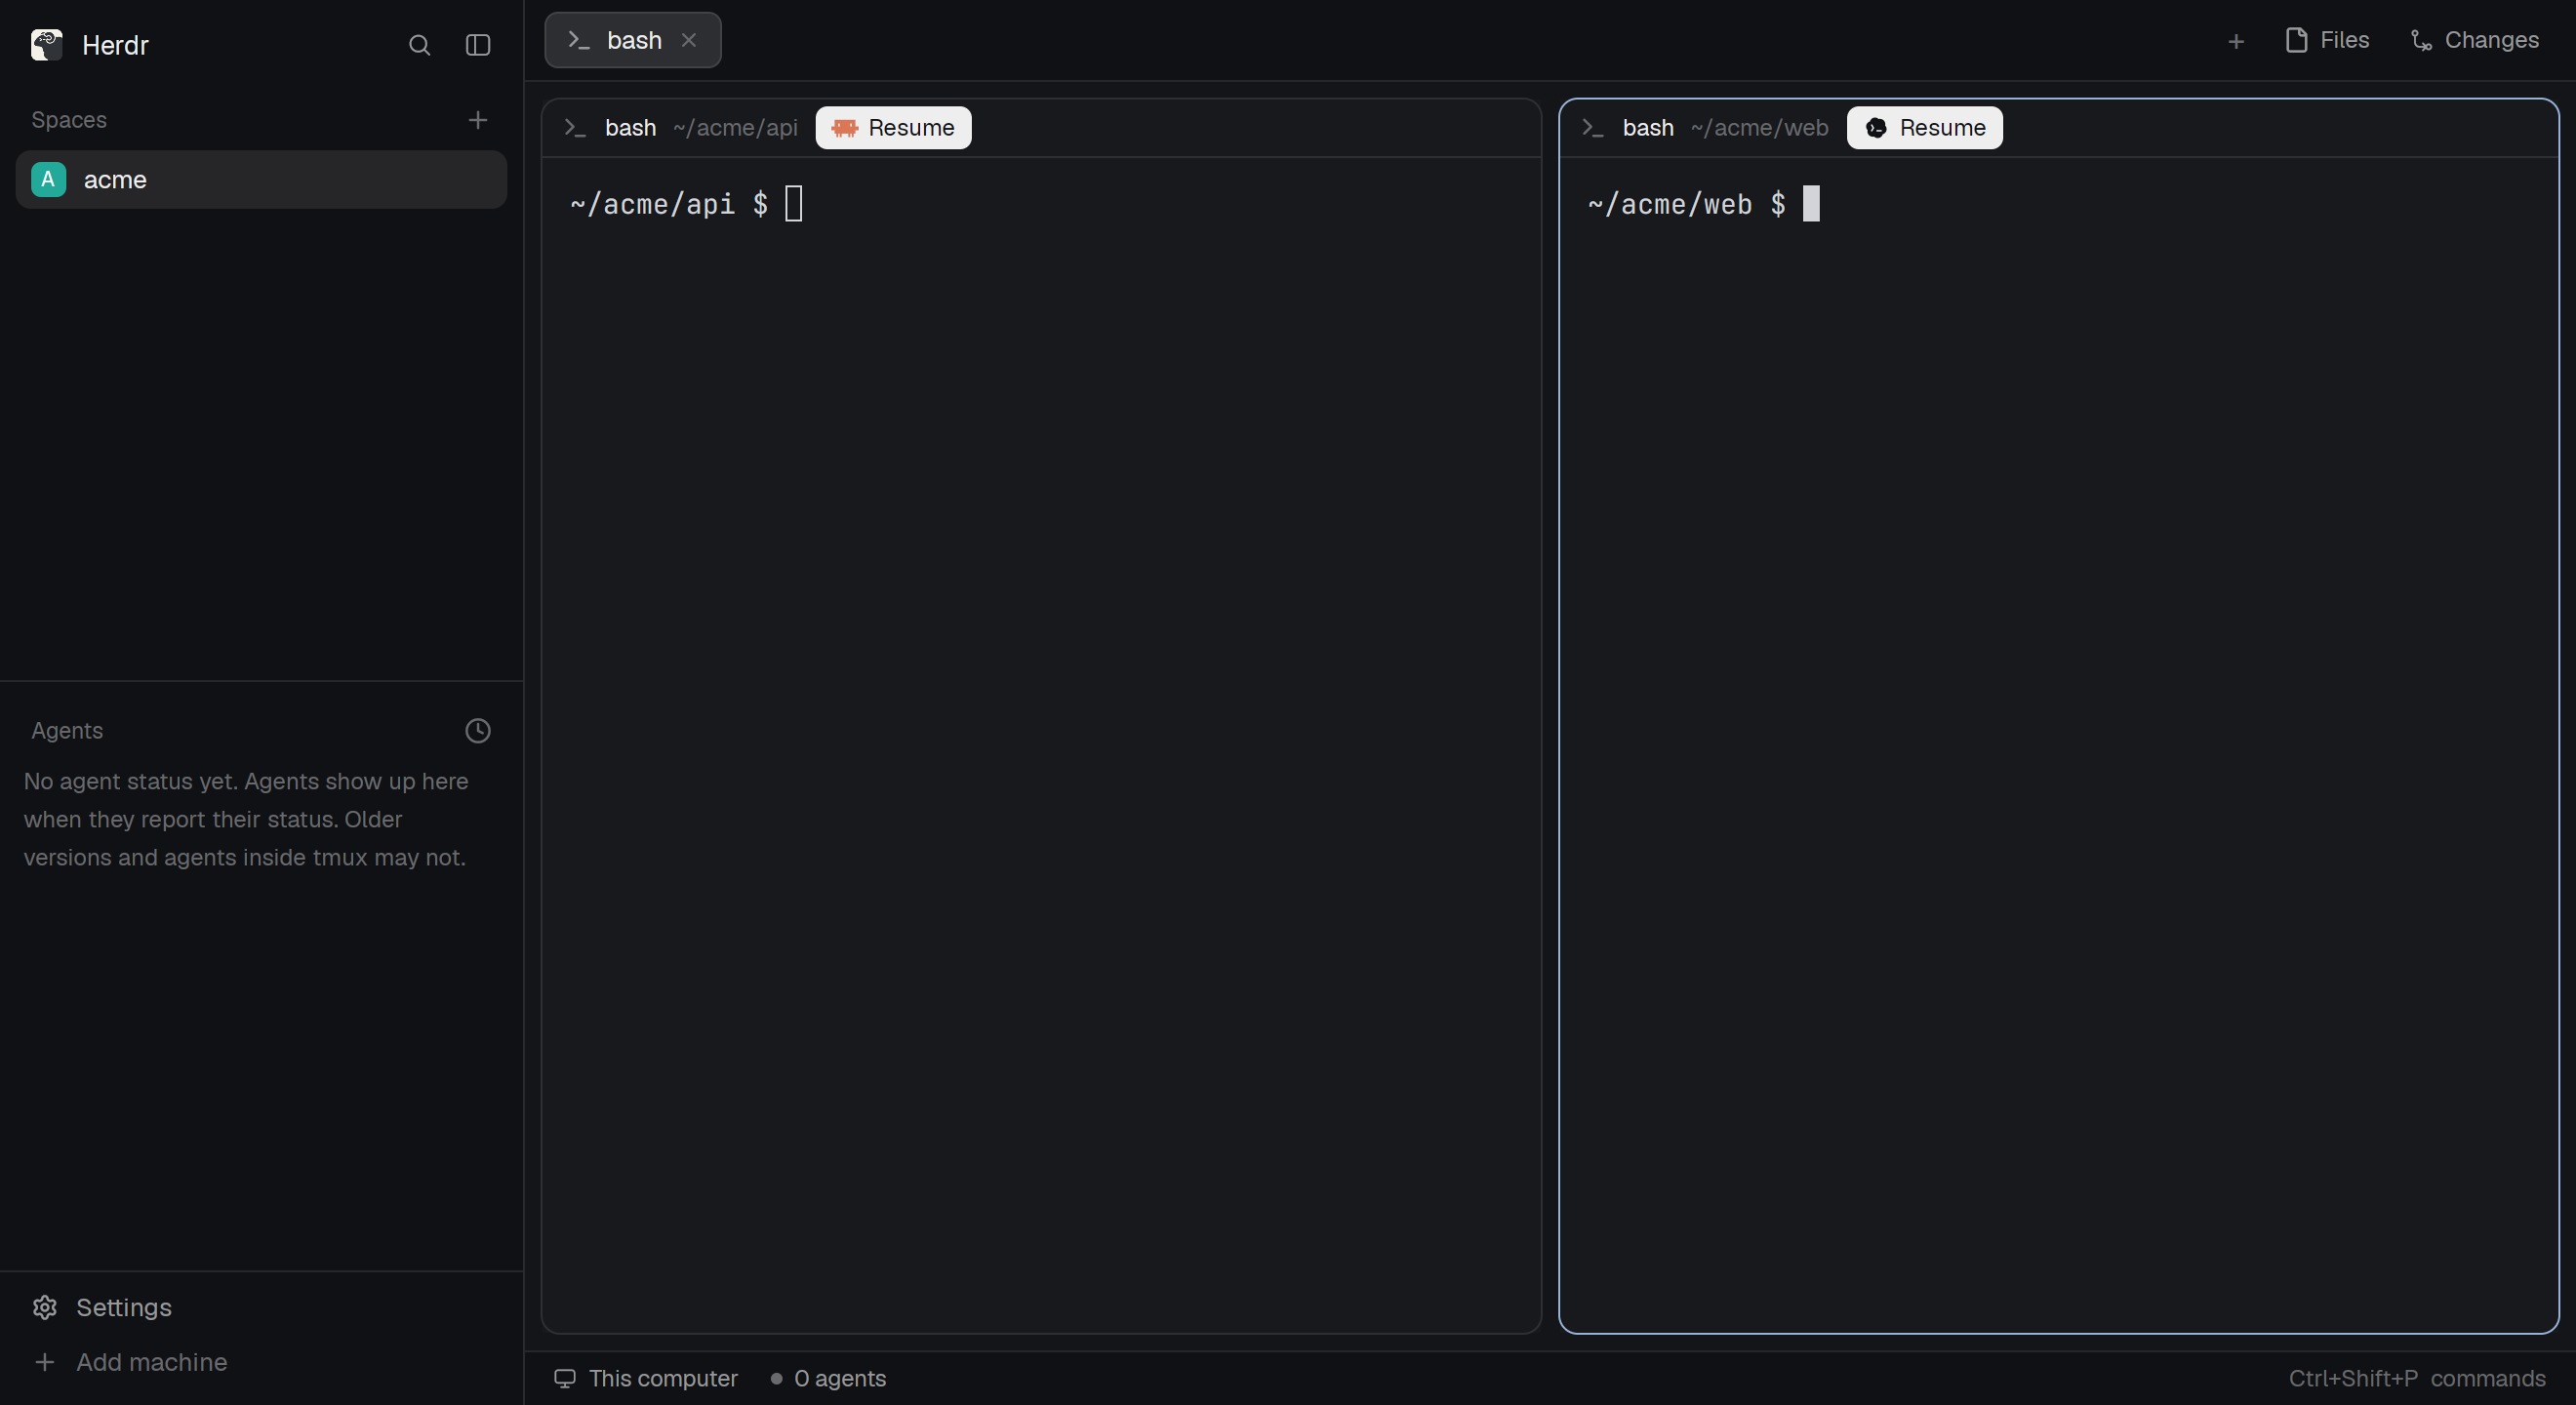 Herdr
Spaces
A acme
Agents
No agent status yet. Agents show up here
when they report their status. Older
versions and agents inside tmux may not.
Settings
Add machine
bash
Files
Changes
bash ~/acme/api Resume
~/acme/api $
bash ~/acme/web Resume
~/acme/web $
This computer
0 agents
Ctrl+Shift+P commands